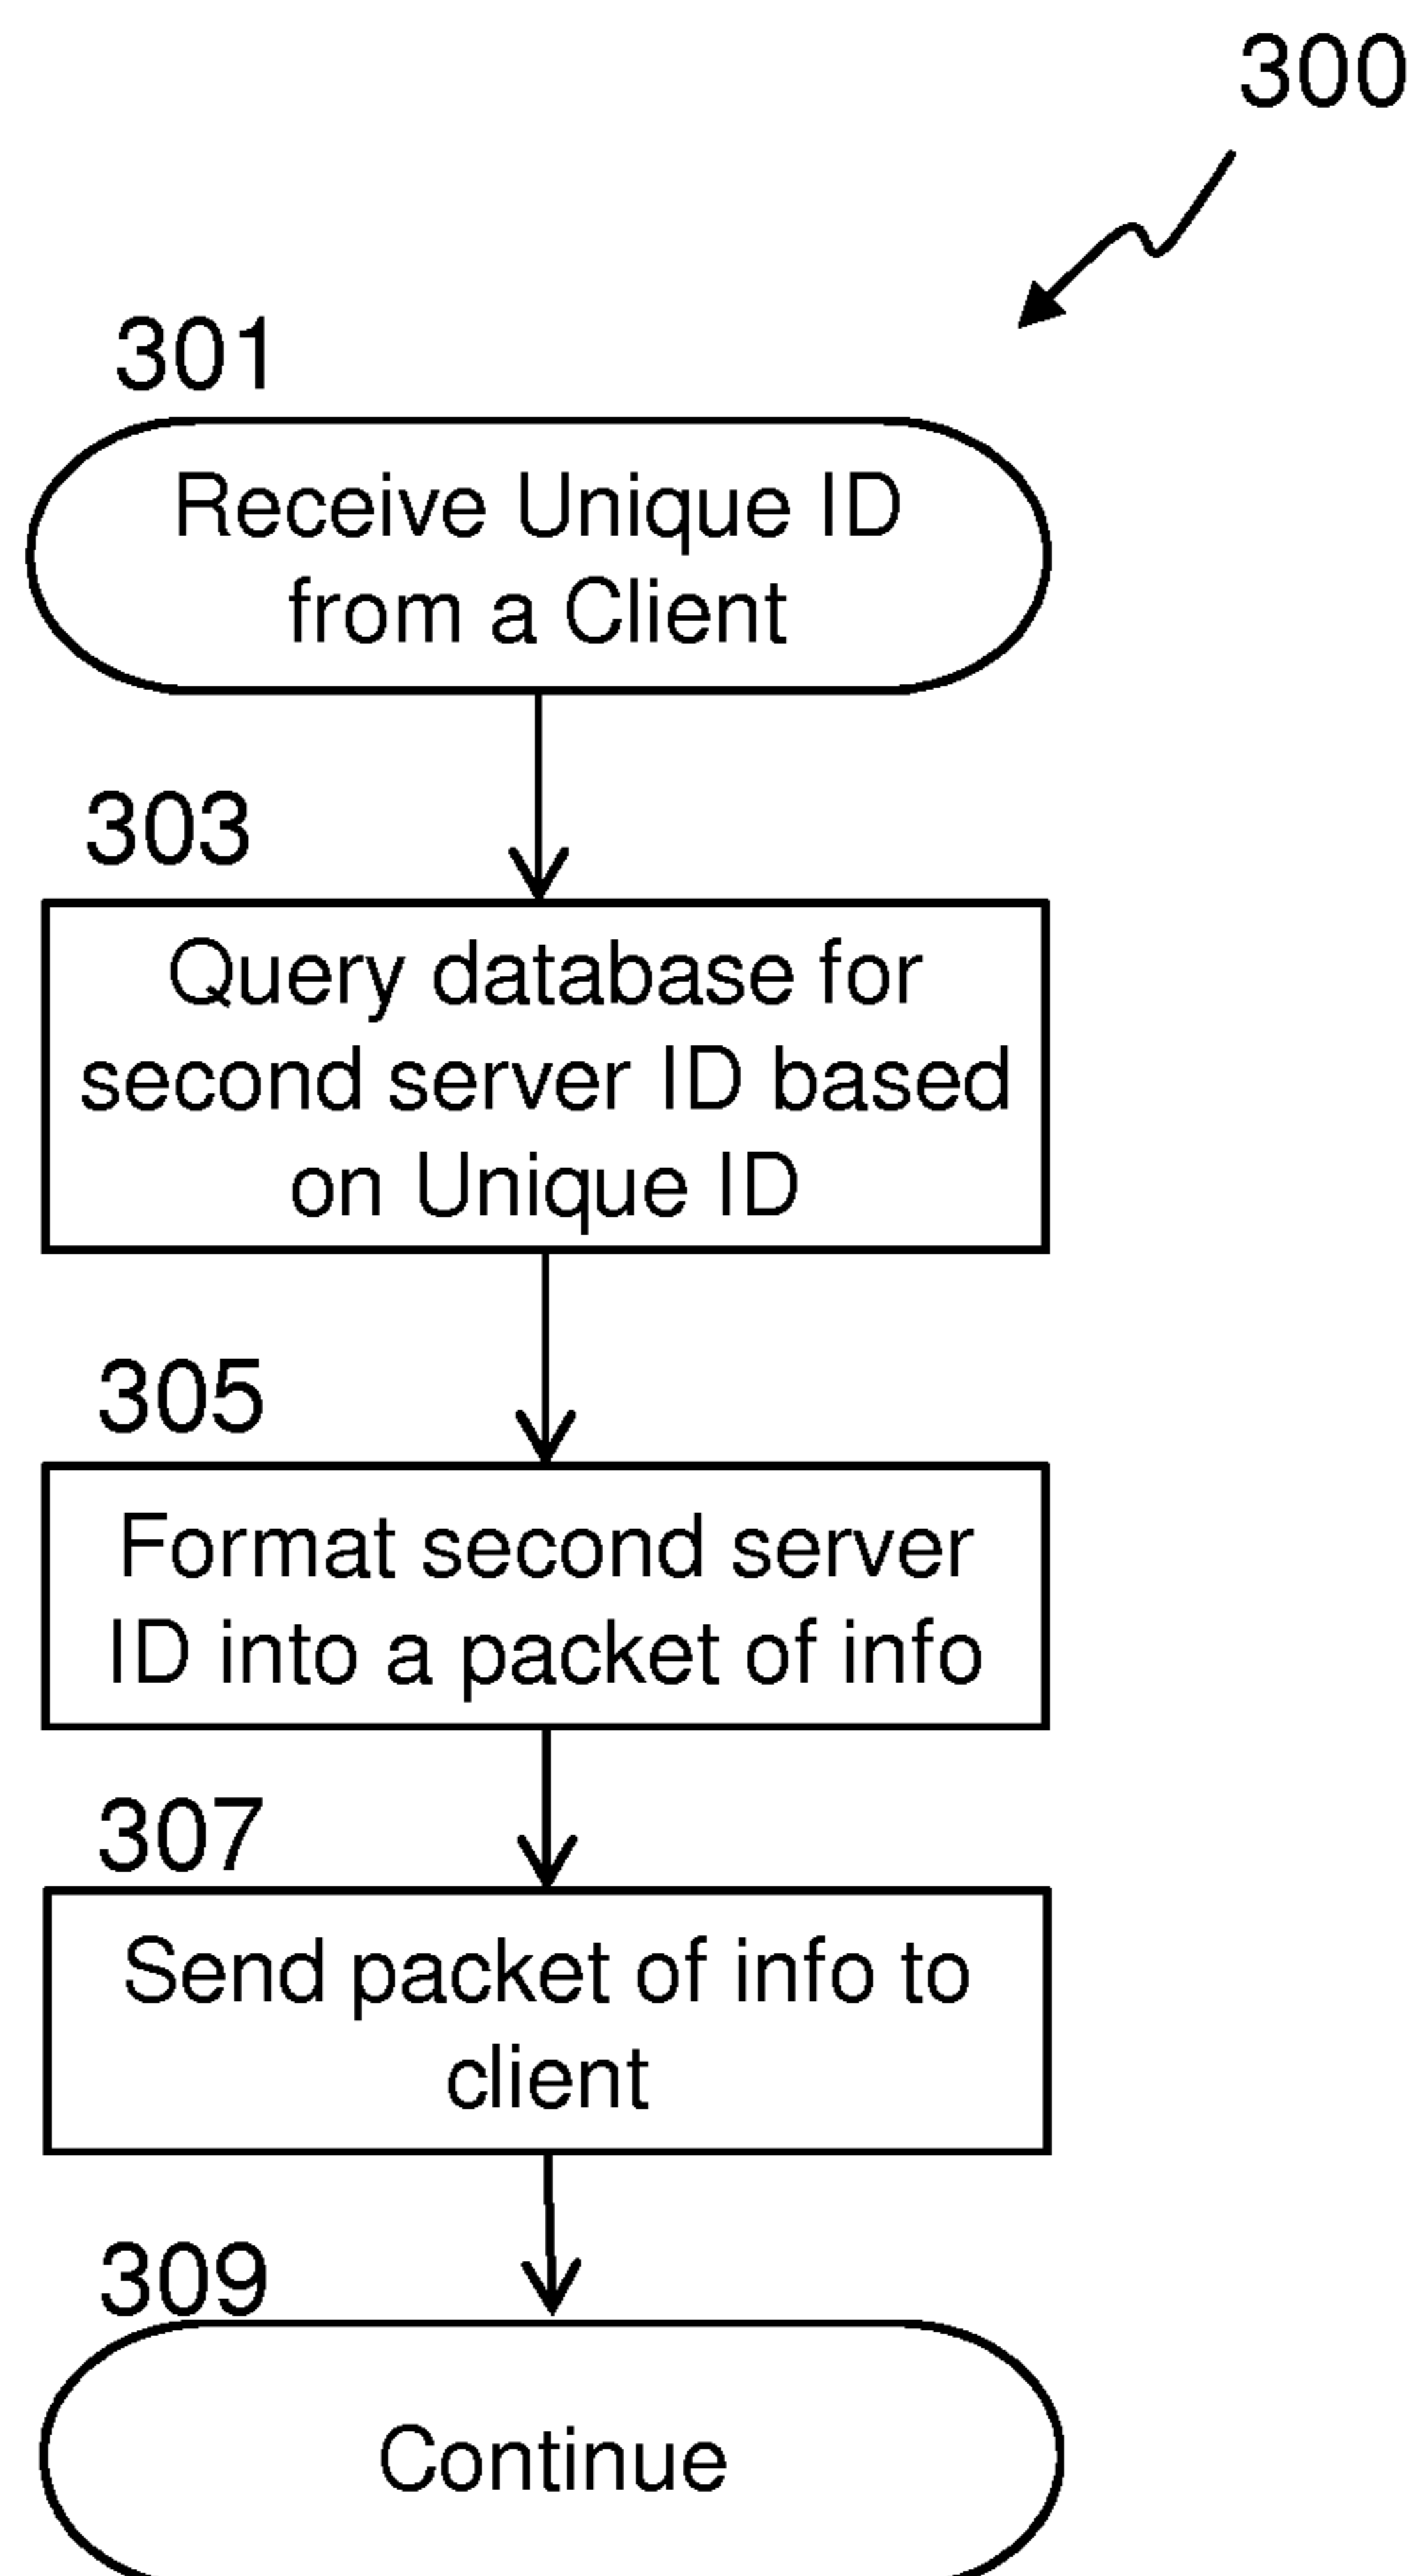 300
301
Receive Unique ID
from a Client
303
Query database for
second server ID based
on Unique ID
305
Format second server
ID into a packet of info
307
Send packet of info to
client
309
Continue